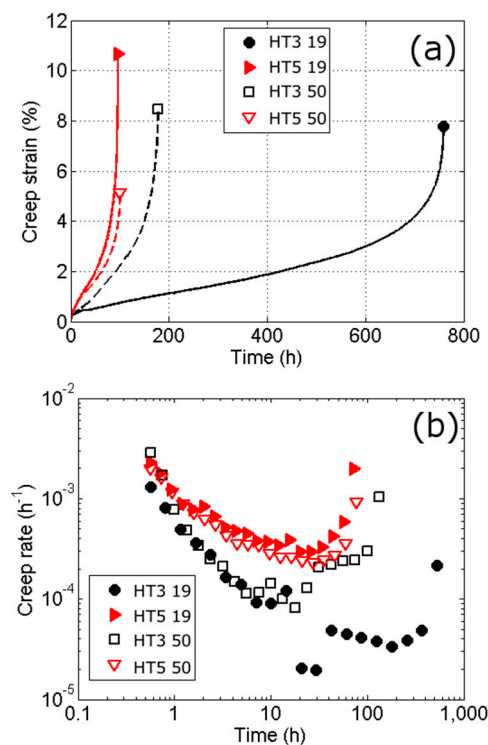 12
10
8
6
4
2
0
Creep strain (%)
(a)
HT3 19
HT5 19
HT3 50
HT5 50
0 200 400 600 800
Time (h)
(b)
10-2
10-3
10-4
10-5
Creep rate (h-1)
HT3 19
HT5 19
HT3 50
HT5 50
0.1 1 10 100 1,000
Time (h)